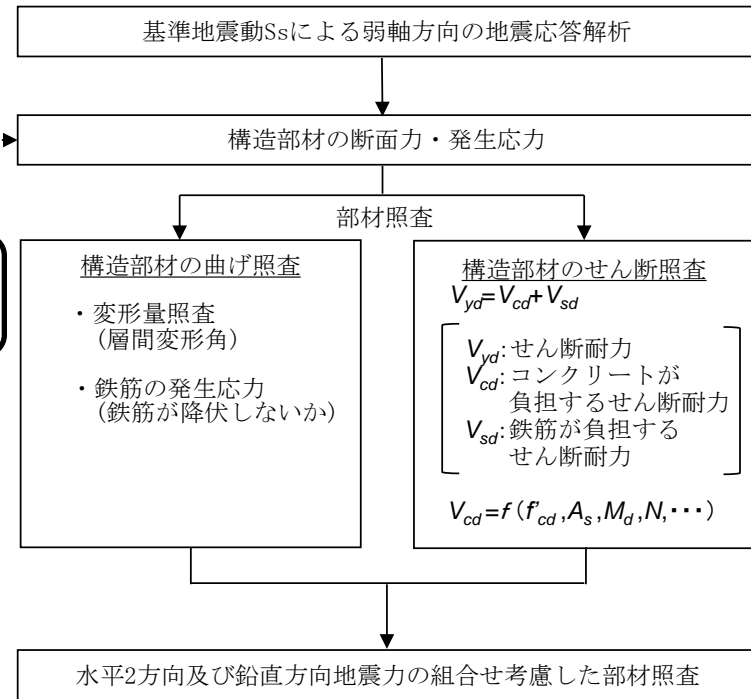 基準地震動Ssによる弱軸方向の地震応答解析
構造部材の断面力・発生応力
部材照査
構造部材の曲げ照査
・変形量照査
（層間変形角）
・鉄筋の発生応力
（鉄筋が降伏しないか）
構造部材のせん断照査
Vyd=Vcd+Vsd
Vyd:せん断耐力
Vcd:コンクリートが
負担するせん断耐力
Vsd:鉄筋が負担する
せん断耐力
Vcd=f(f'cd,As,Md,N,・・・)
水平2方向及び鉛直方向地震力の組合せ考慮した部材照査